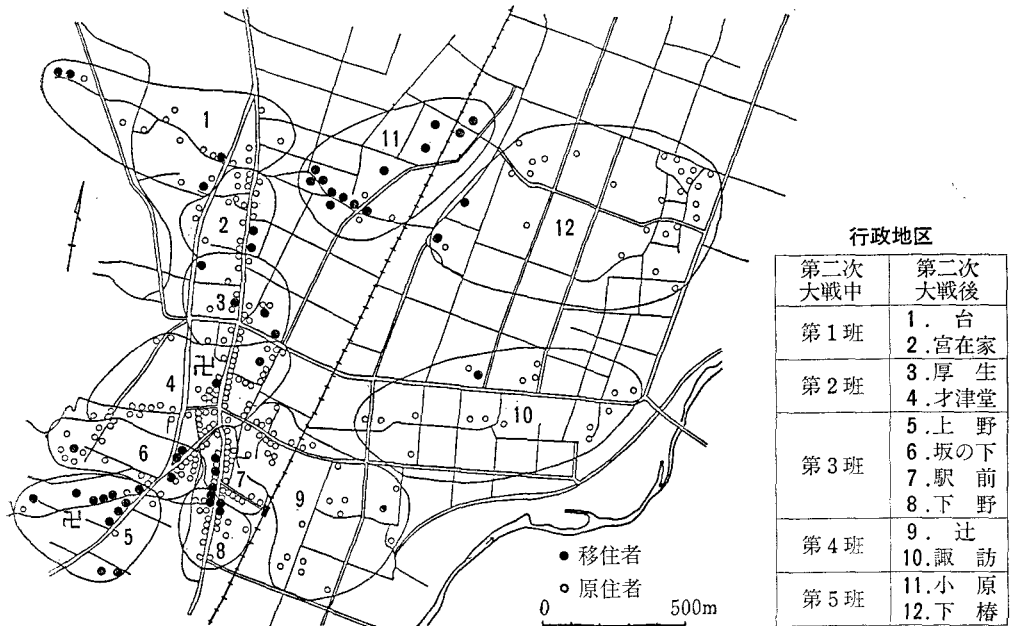 1
2
3
4
5
6
7
8
9
10
11
12
卍
卍
● 移住者
○ 原住者
0 500m
行政地区
第二次大戦中 第二次大戦後
第1班 1. 台
2.宮在家
第2班 3.厚 生
4.才津堂
第3班 5.上 野
6.坂の下
7.駅 前
8.下 野
第4班 9. 辻
10.諏 訪
第5班 11.小 原
12.下 椿